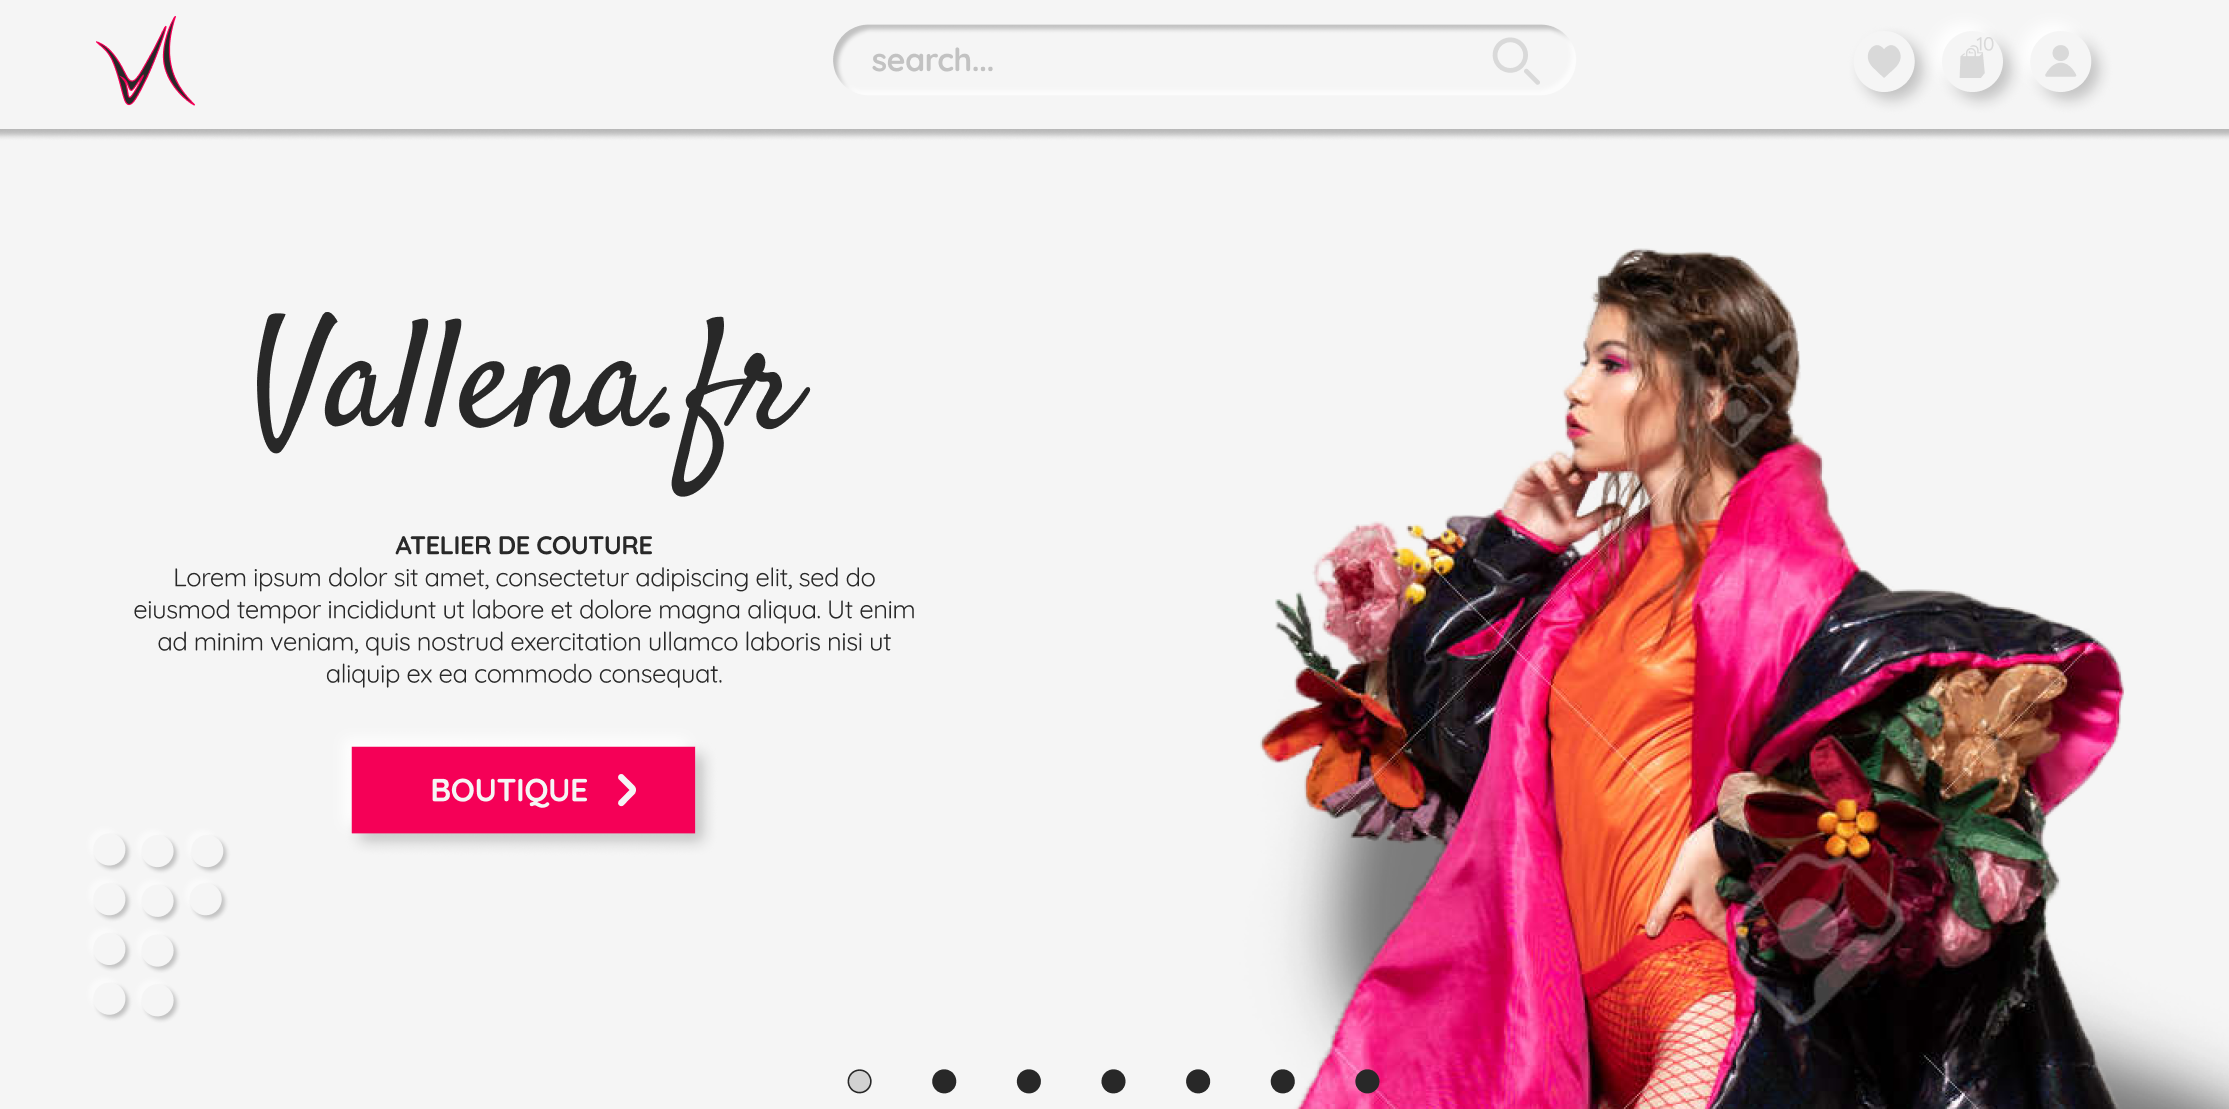 search...
10
Vallena.fr
ATELIER DE COUTURE
Lorem ipsum dolor sit amet, consectetur adipiscing elit, sed do
eiusmod tempor incididunt ut labore et dolore magna aliqua. Ut enim
ad minim veniam, quis nostrud exercitation ullamco laboris nisi ut
aliquip ex ea commodo consequat.
BOUTIQUE